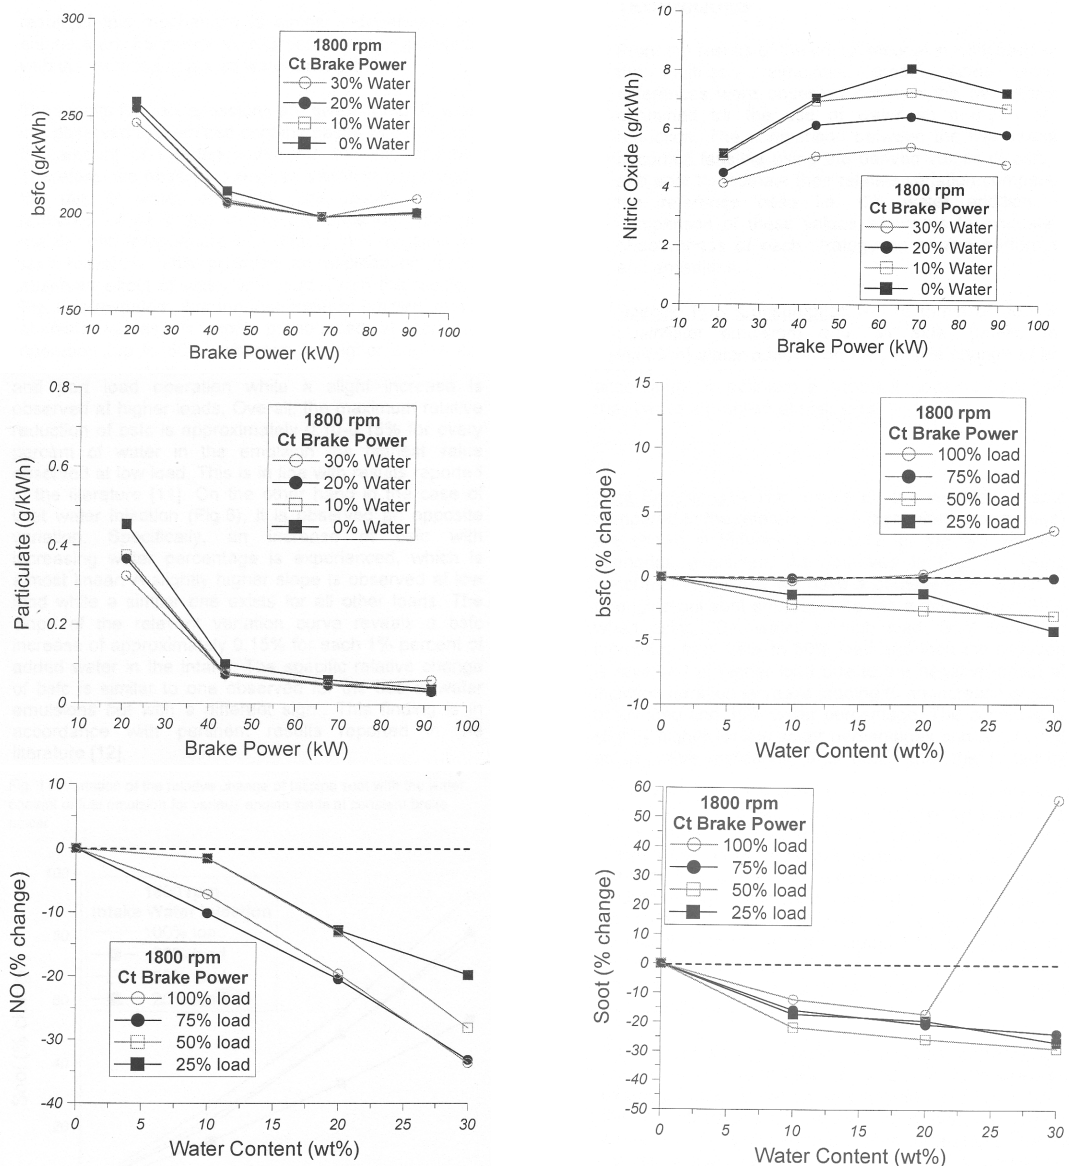 300
250
200
150
bsfc (g/kWh)
1800 rpm
Ct Brake Power
30% Water
20% Water
10% Water
0% Water
10 20 30 40 50 60 70 80 90 100
Brake Power (kW)
10
8
6
4
2
0
Nitric Oxide (g/kWh)
1800 rpm
Ct Brake Power
30% Water
20% Water
10% Water
0% Water
10 20 30 40 50 60 70 80 90 100
Brake Power (kW)
0.8
0.6
0.4
0.2
0
Particulate (g/kWh)
1800 rpm
Ct Brake Power
30% Water
20% Water
10% Water
0% Water
10 20 30 40 50 60 70 80 90 100
Brake Power (kW)
15
10
5
0
-5
-10
bsfc (% change)
1800 rpm
Ct Brake Power
100% load
75% load
50% load
25% load
0 5 10 15 20 25 30
Water Content (wt%)
10
0
-10
-20
-30
-40
NO (% change)
1800 rpm
Ct Brake Power
100% load
75% load
50% load
25% load
0 5 10 15 20 25 30
Water Content (wt%)
60
50
40
30
20
10
0
-10
-20
-30
-40
-50
Soot (% change)
1800 rpm
Ct Brake Power
100% load
75% load
50% load
25% load
0 5 10 15 20 25 30
Water Content (wt%)